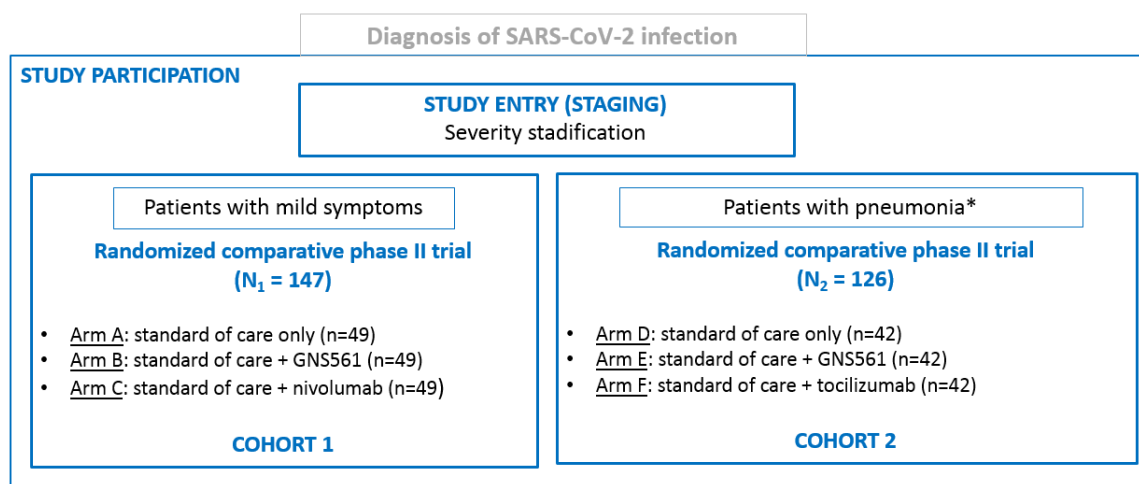 Diagnosis of SARS-CoV-2 infection
STUDY PARTICIPATION
STUDY ENTRY (STAGING)
Severity stadification
Patients with mild symptoms
Randomized comparative phase II trial
(N₁ = 147)
• Arm A: standard of care only (n=49)
• Arm B: standard of care + GNS561 (n=49)
• Arm C: standard of care + nivolumab (n=49)
COHORT 1
Patients with pneumonia*
Randomized comparative phase II trial
(N₂ = 126)
• Arm D: standard of care only (n=42)
• Arm E: standard of care + GNS561 (n=42)
• Arm F: standard of care + tocilizumab (n=42)
COHORT 2